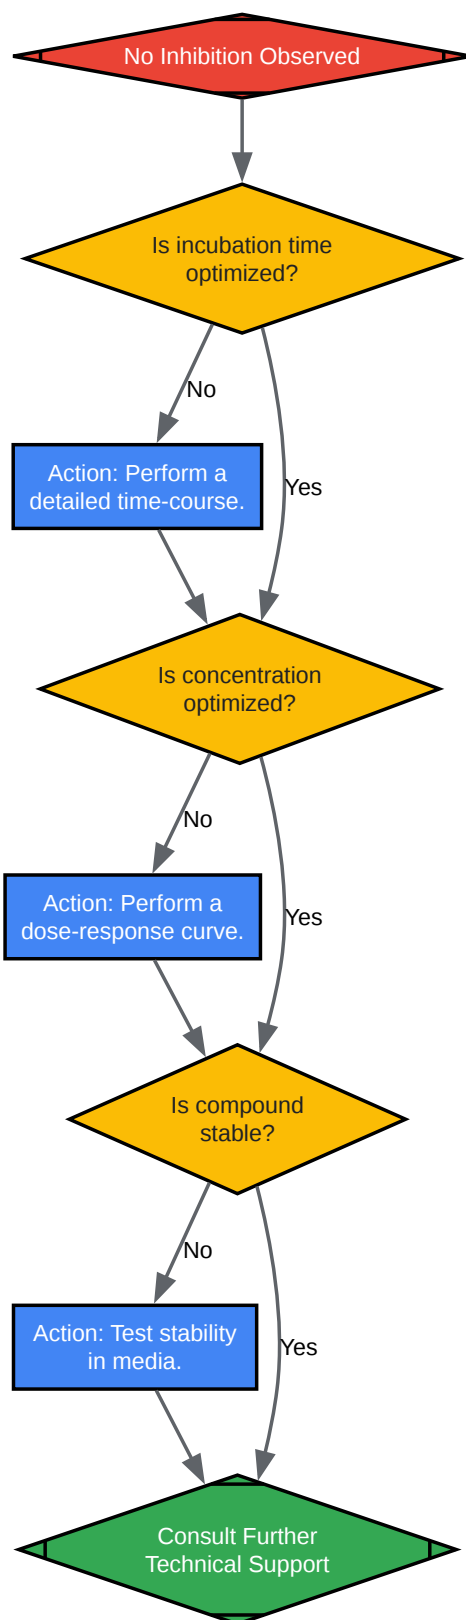 No Inhibition Observed
Is incubation time
optimized?
No
Action: Perform a
detailed time-course.
Yes
Is concentration
optimized?
No
Action: Perform a
dose-response curve.
Yes
Is compound
stable?
No
Action: Test stability
in media.
Yes
Consult Further
Technical Support